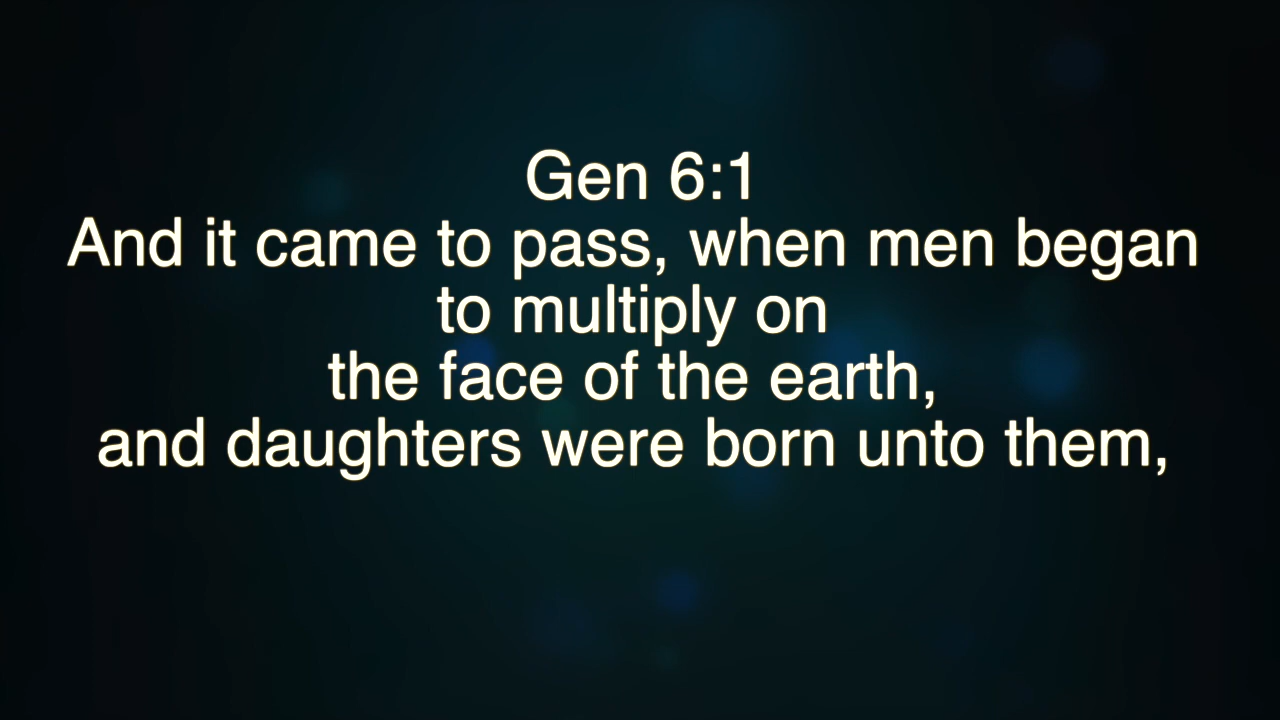 Gen 6:1
And it came to pass, when men began
to multiply on
the face of the earth,
and daughters were born unto them,